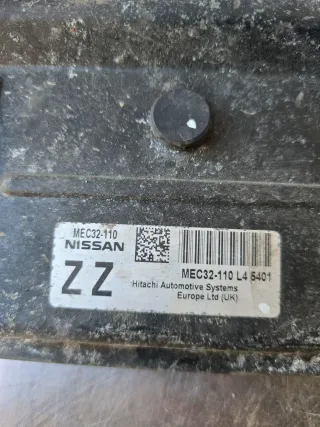 MEC32-110
NISSAN
ZZ
MEC32-110 L4 5401
Hitachi Automotive Systems
Europe Ltd (UK)